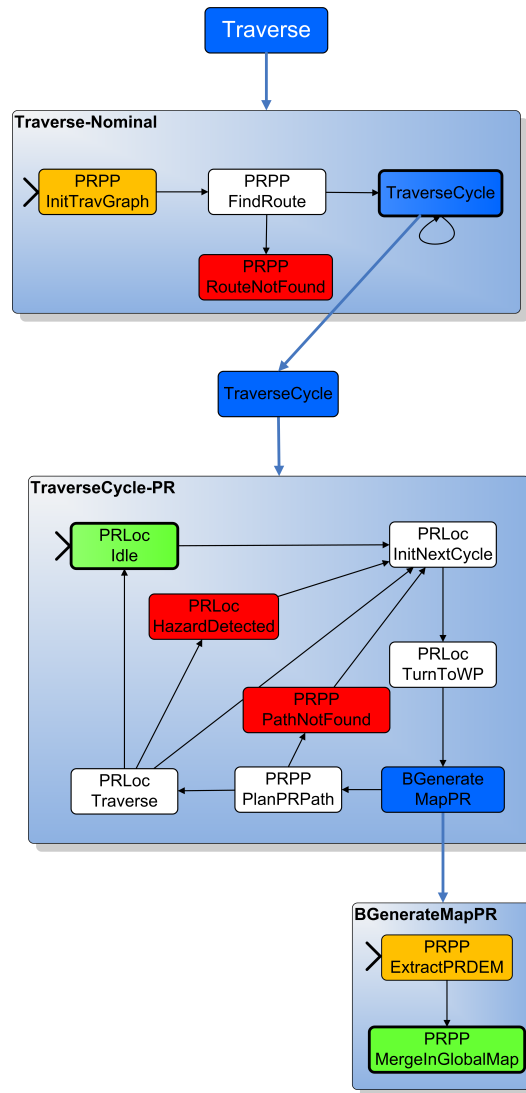 Traverse
Traverse-Nominal
PRPP
InitTravGraph
PRPP
FindRoute
TraverseCycle
PRPP
RouteNotFound
TraverseCycle
TraverseCycle-PR
PRLoc
Idle
PRLoc
InitNextCycle
PRLoc
HazardDetected
PRLoc
TurnToWP
PRPP
PathNotFound
PRLoc
Traverse
PRPP
PlanPRPath
BGenerate
MapPR
BGenerateMapPR
PRPP
ExtractPRDEM
PRPP
MergeInGlobalMap